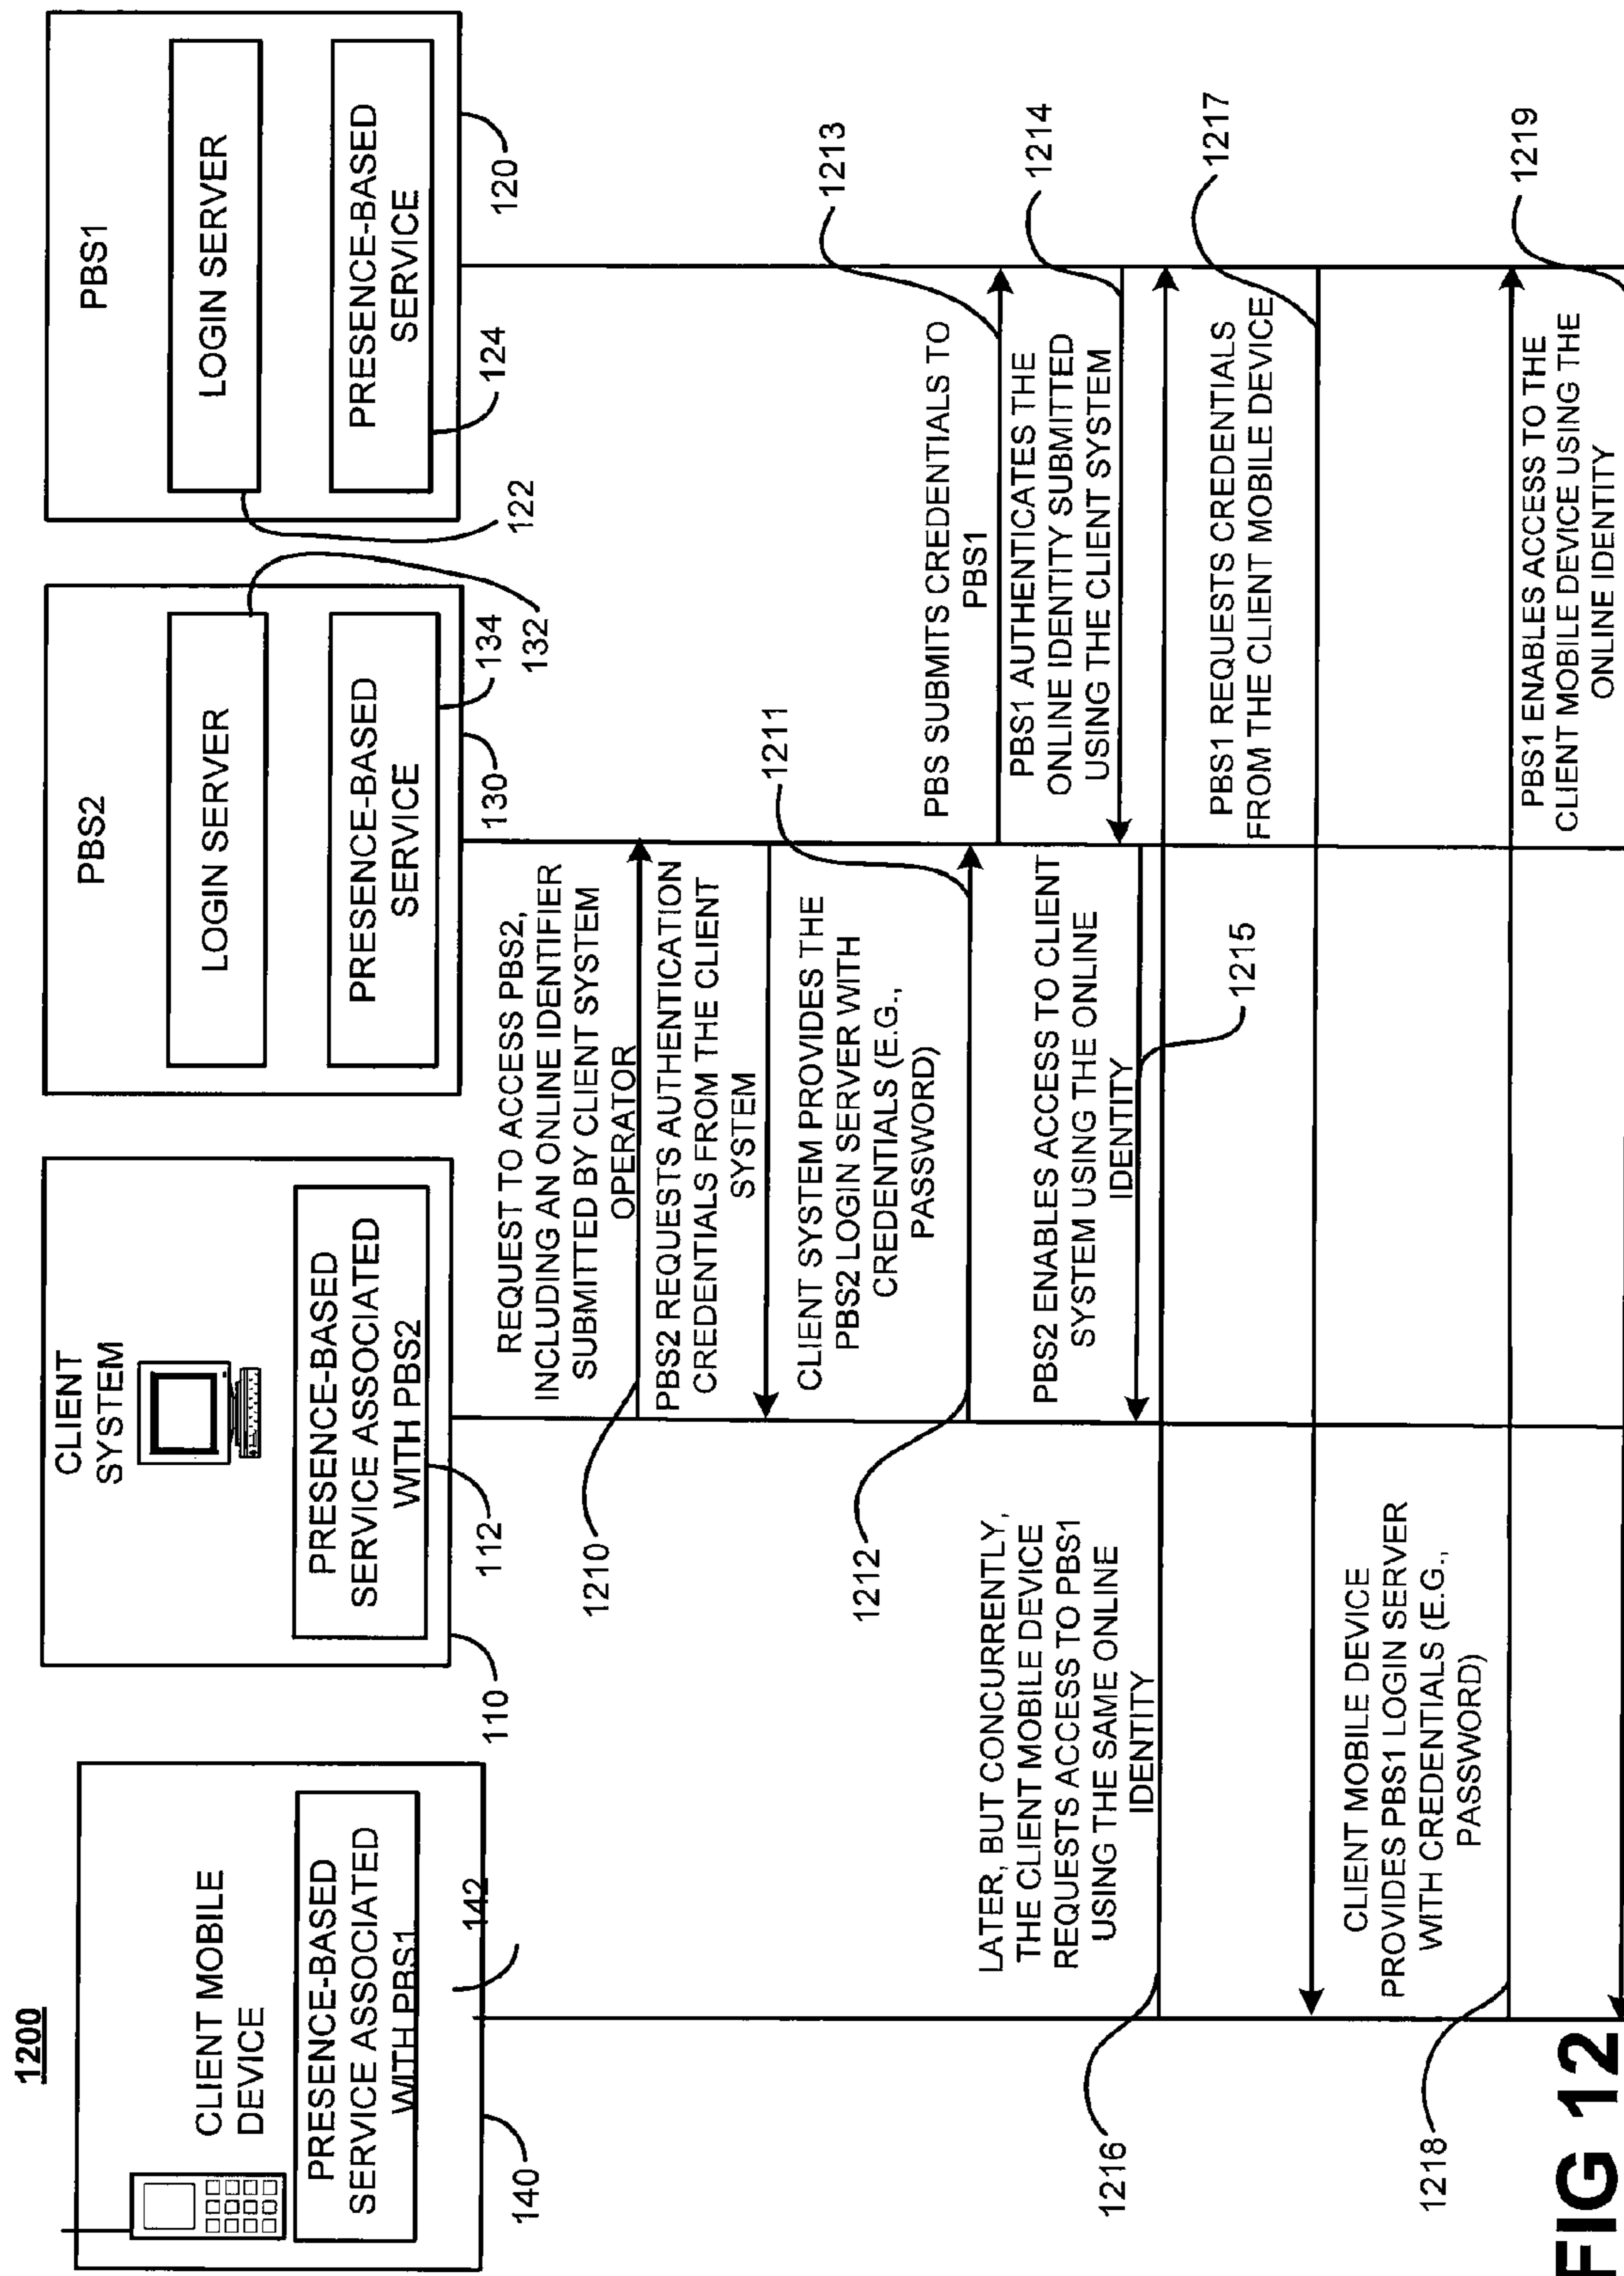 1200
CLIENT MOBILE
DEVICE
PRESENCE-BASED
SERVICE ASSOCIATED
WITH PBS1
140
142
CLIENT
SYSTEM
PRESENCE-BASED
SERVICE ASSOCIATED
WITH PBS2
110
112
PBS2
LOGIN SERVER
PRESENCE-BASED
SERVICE
130
134
132
PBS1
LOGIN SERVER
PRESENCE-BASED
SERVICE
122
124
120
1210
REQUEST TO ACCESS PBS2,
INCLUDING AN ONLINE IDENTIFIER
SUBMITTED BY CLIENT SYSTEM
OPERATOR
PBS2 REQUESTS AUTHENTICATION
CREDENTIALS FROM THE CLIENT
SYSTEM
1211
CLIENT SYSTEM PROVIDES THE
PBS2 LOGIN SERVER WITH
CREDENTIALS (E.G.,
PASSWORD)
1212
PBS SUBMITS CREDENTIALS TO
PBS1
1213
PBS1 AUTHENTICATES THE
ONLINE IDENTITY SUBMITTED
USING THE CLIENT SYSTEM
1214
PBS2 ENABLES ACCESS TO CLIENT
SYSTEM USING THE ONLINE
IDENTITY
1215
LATER, BUT CONCURRENTLY,
THE CLIENT MOBILE DEVICE
REQUESTS ACCESS TO PBS1
USING THE SAME ONLINE
IDENTITY
1216
PBS1 REQUESTS CREDENTIALS
FROM THE CLIENT MOBILE DEVICE
1217
CLIENT MOBILE DEVICE
PROVIDES PBS1 LOGIN SERVER
WITH CREDENTIALS (E.G.,
PASSWORD)
1218
PBS1 ENABLES ACCESS TO THE
CLIENT MOBILE DEVICE USING THE
ONLINE IDENTITY
1219
FIG 12